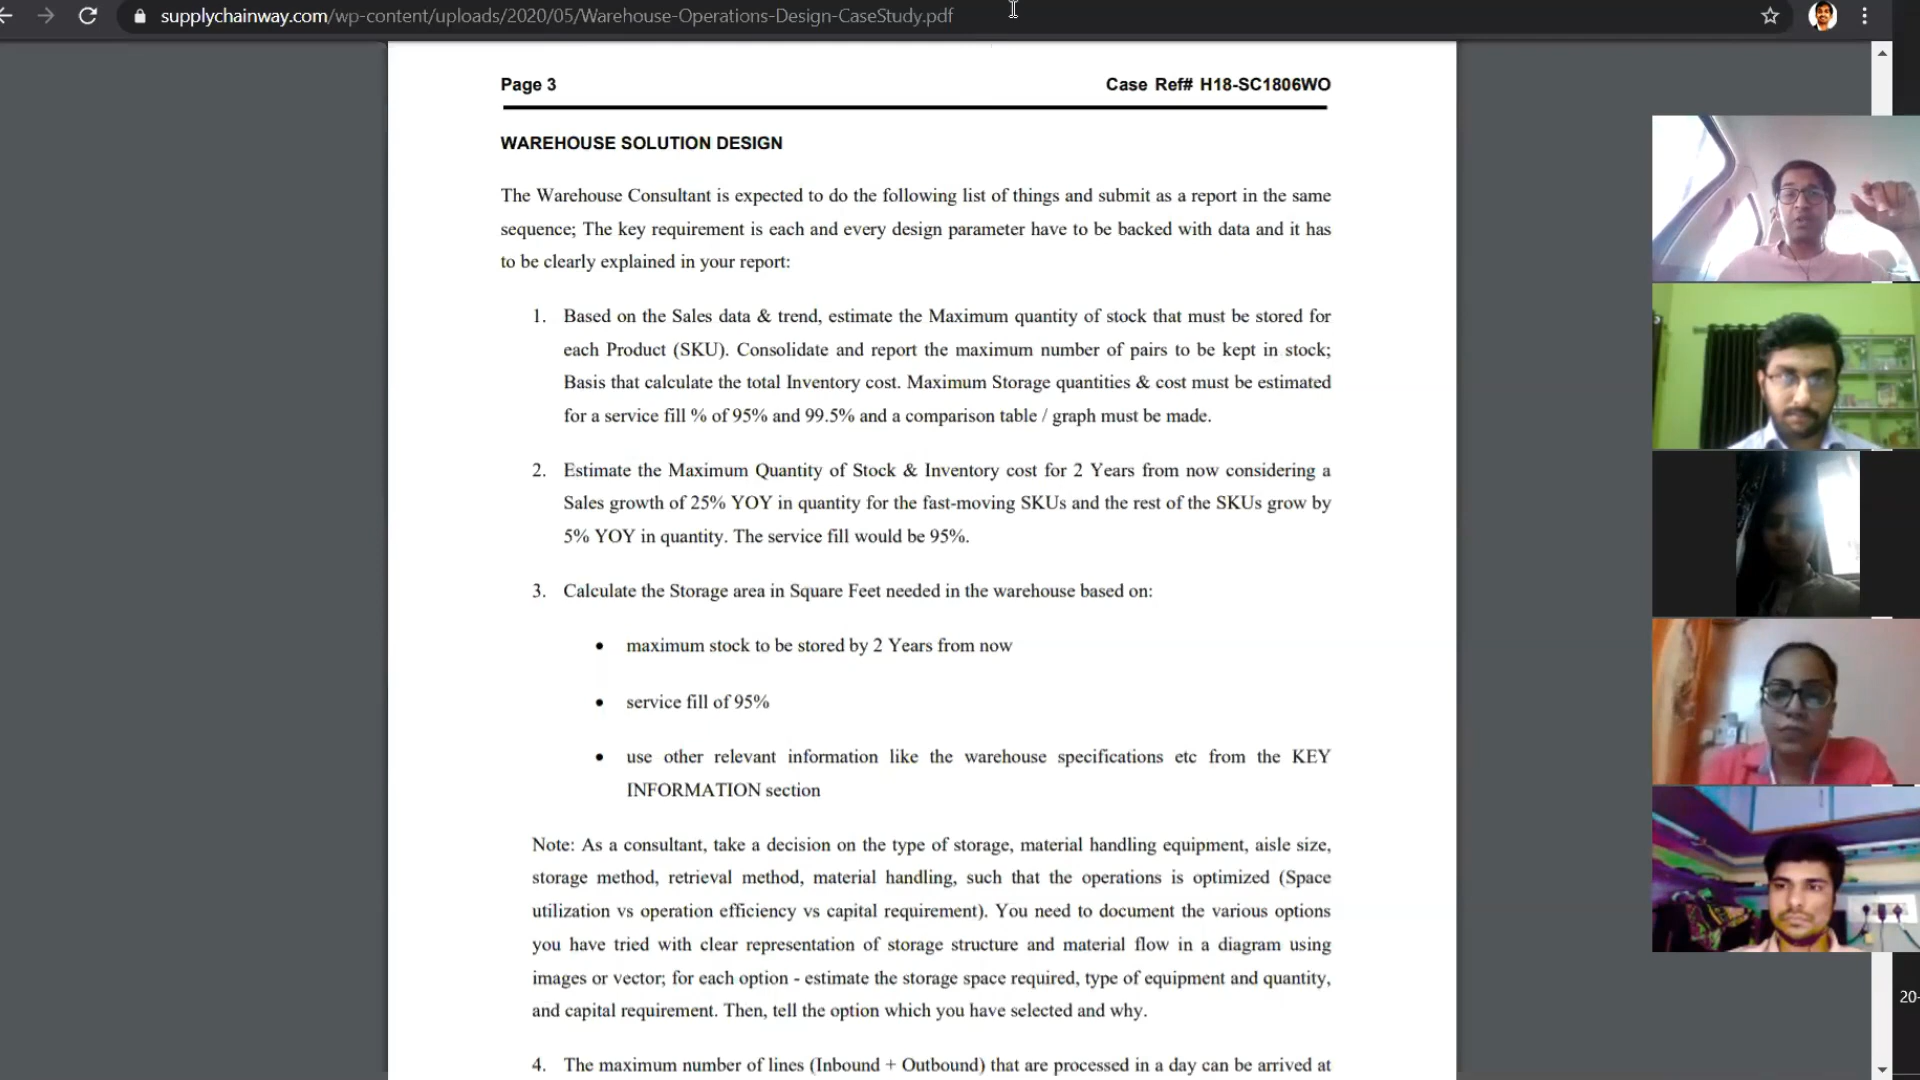 supplychainway.com/wp-content/uploads/2020/05/Warehouse-Operations-Design-CaseStudy.pdf
Page 3 Case Ref# H18-SC1806WO
WAREHOUSE SOLUTION DESIGN
The Warehouse Consultant is expected to do the following list of things and submit as a report in the same
sequence; The key requirement is each and every design parameter have to be backed with data and it has
to be clearly explained in your report:
1. Based on the Sales data & trend, estimate the Maximum quantity of stock that must be stored for
each Product (SKU). Consolidate and report the maximum number of pairs to be kept in stock;
Basis that calculate the total Inventory cost. Maximum Storage quantities & cost must be estimated
for a service fill % of 95% and 99.5% and a comparison table / graph must be made.
2. Estimate the Maximum Quantity of Stock & Inventory cost for 2 Years from now considering a
Sales growth of 25% YOY in quantity for the fast-moving SKUs and the rest of the SKUs grow by
5% YOY in quantity. The service fill would be 95%.
3. Calculate the Storage area in Square Feet needed in the warehouse based on:
• maximum stock to be stored by 2 Years from now
• service fill of 95%
• use other relevant information like the warehouse specifications etc from the KEY
INFORMATION section
Note: As a consultant, take a decision on the type of storage, material handling equipment, aisle size,
storage method, retrieval method, material handling, such that the operations is optimized (Space
utilization vs operation efficiency vs capital requirement). You need to document the various options
you have tried with clear representation of storage structure and material flow in a diagram using
images or vector; for each option - estimate the storage space required, type of equipment and quantity,
and capital requirement. Then, tell the option which you have selected and why.
4. The maximum number of lines (Inbound + Outbound) that are processed in a day can be arrived at
20-